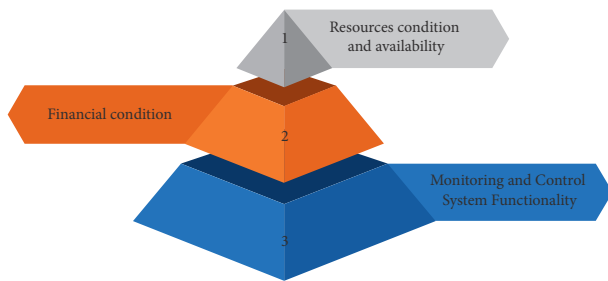 1
Resources condition
and availability
Financial condition
2
Monitoring and Control
System Functionality
3